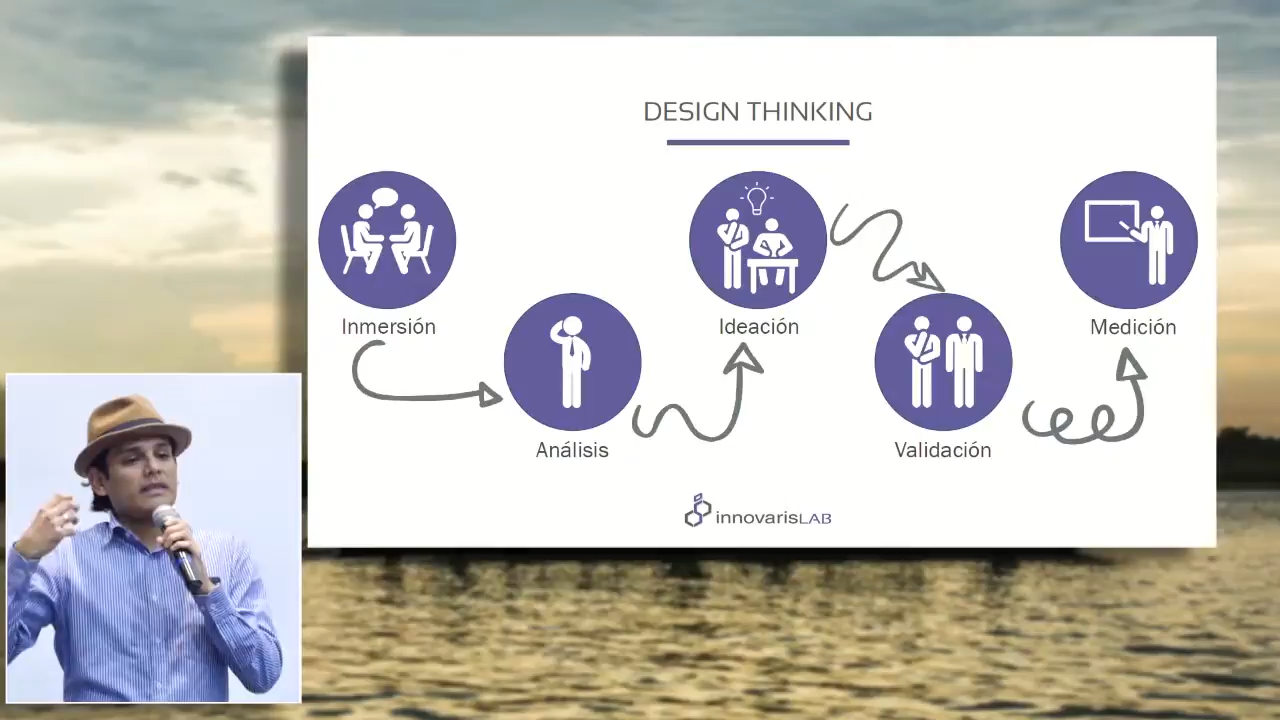 DESIGN THINKING
Inmersión
Análisis
Ideación
Validación
Medición
innovarisLAB